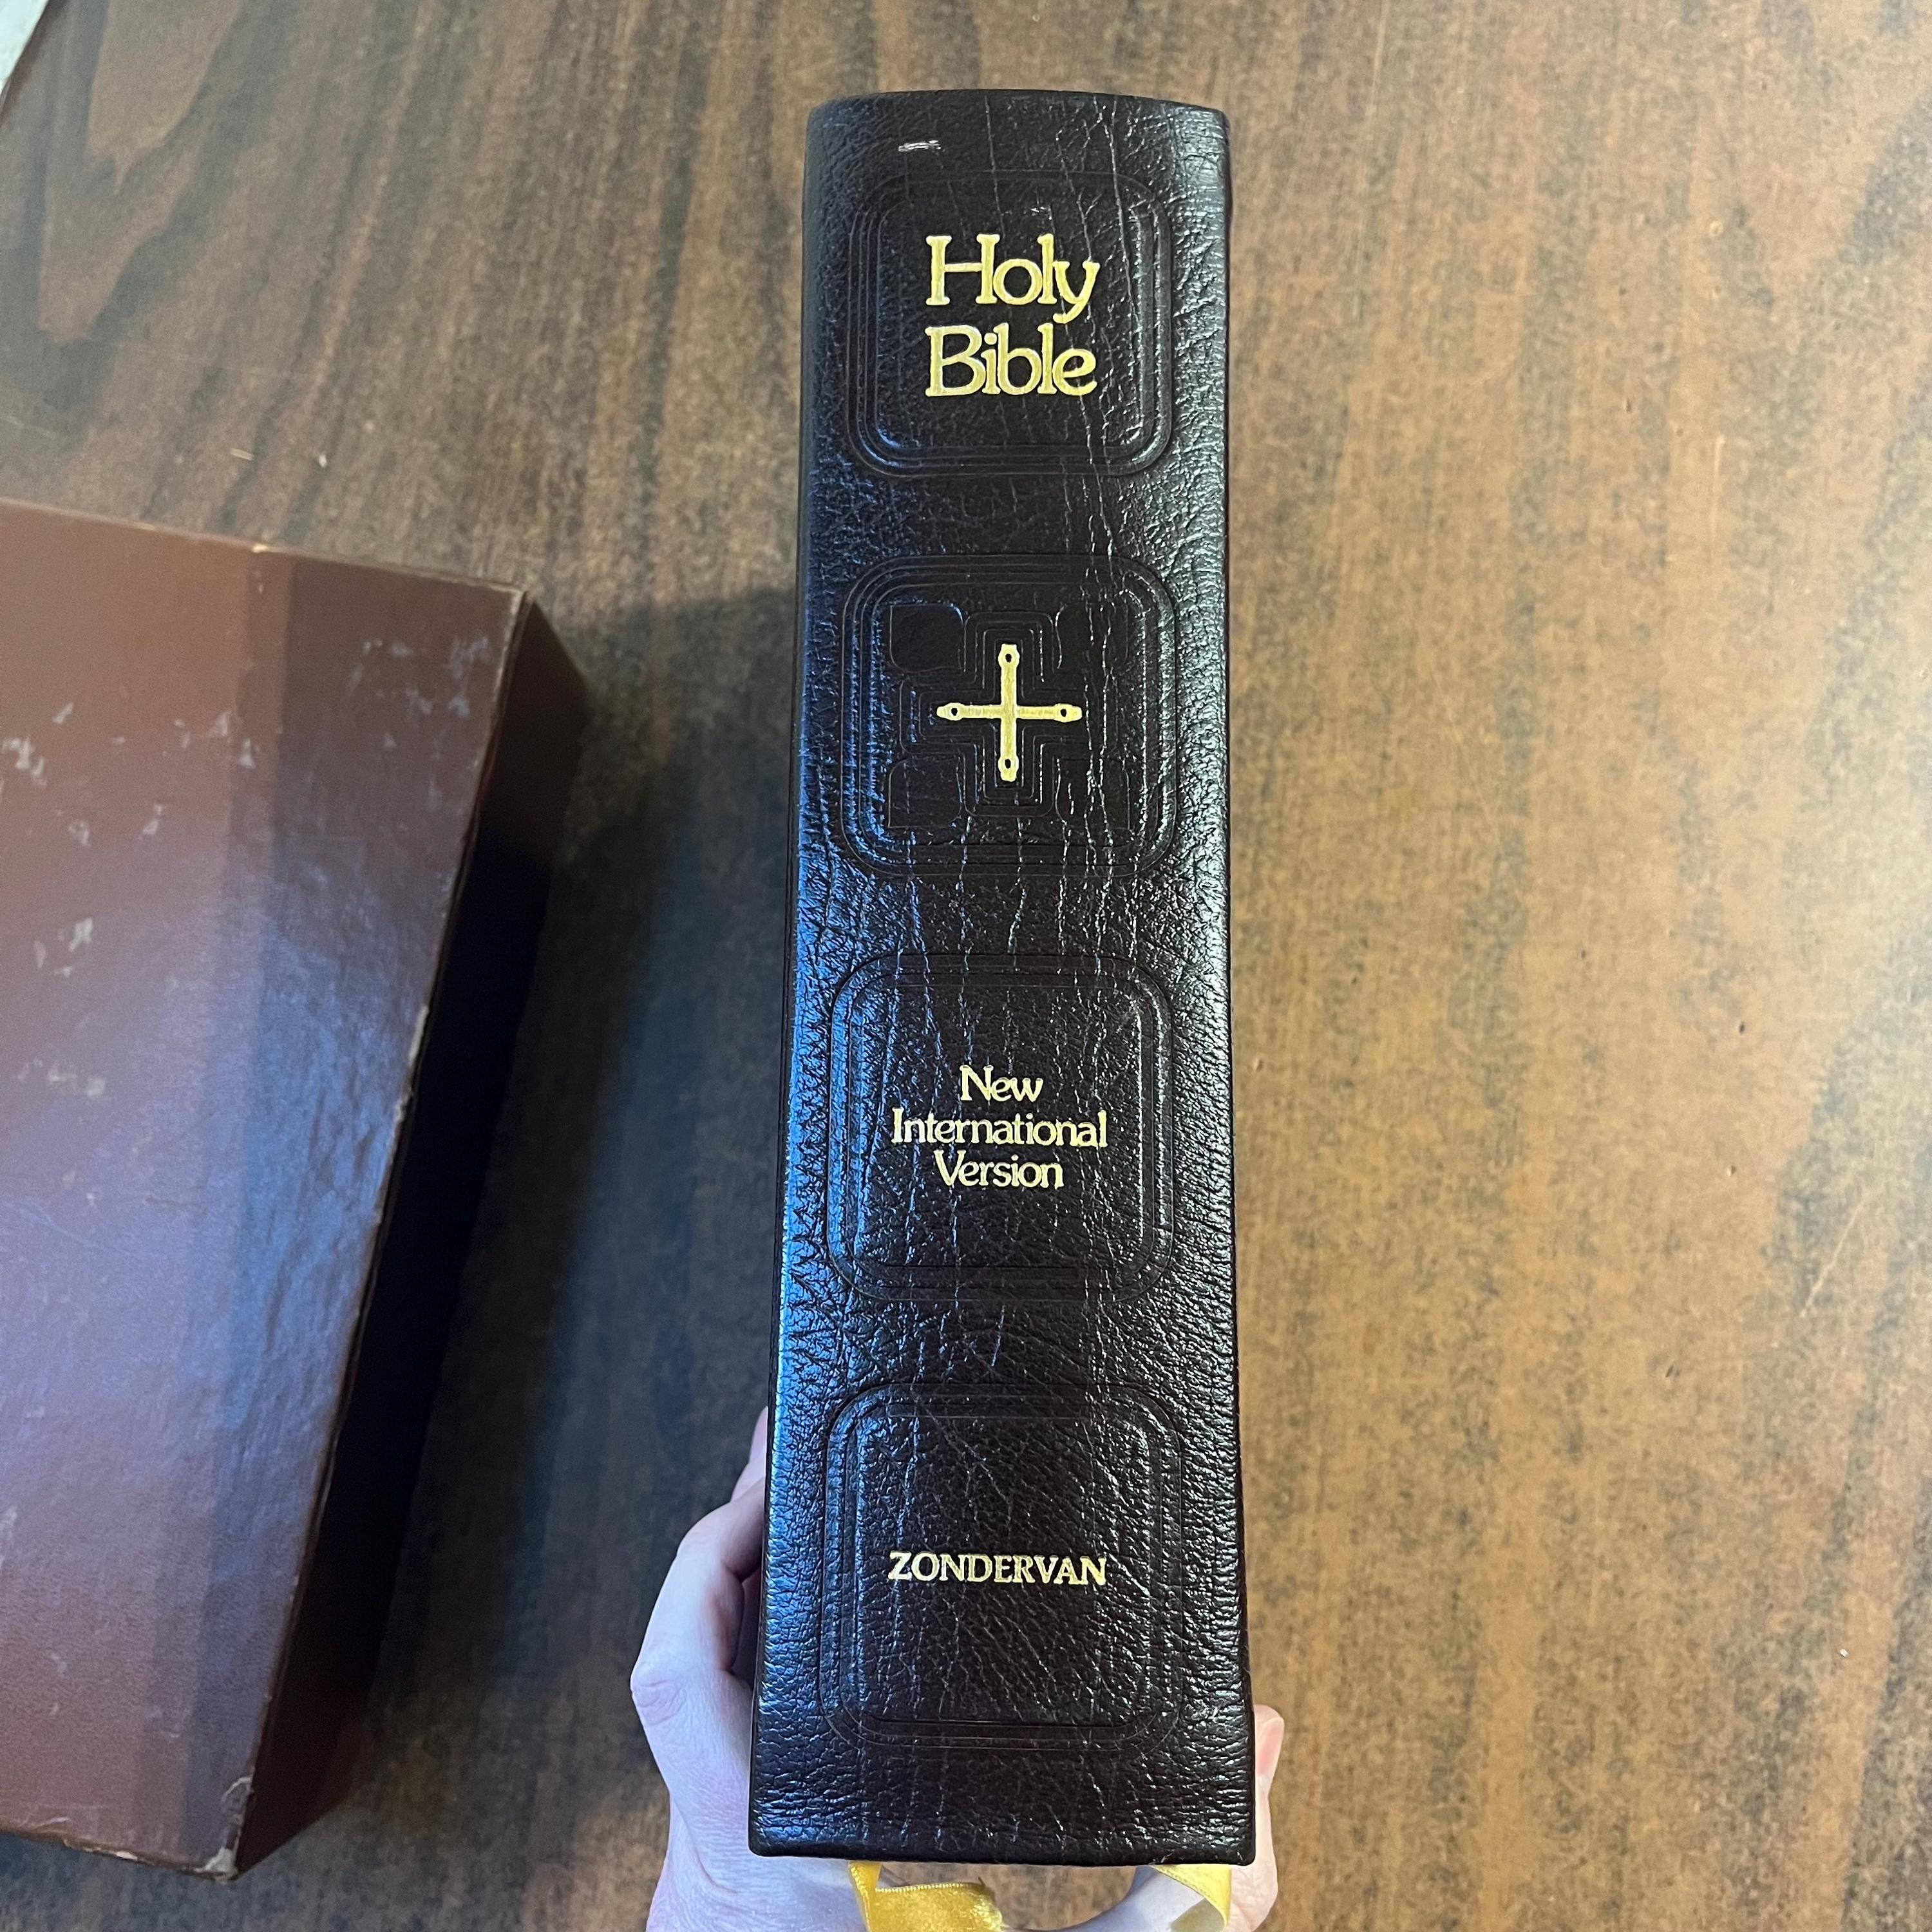 Holy
Bible
New
International
Version
ZONDERVAN